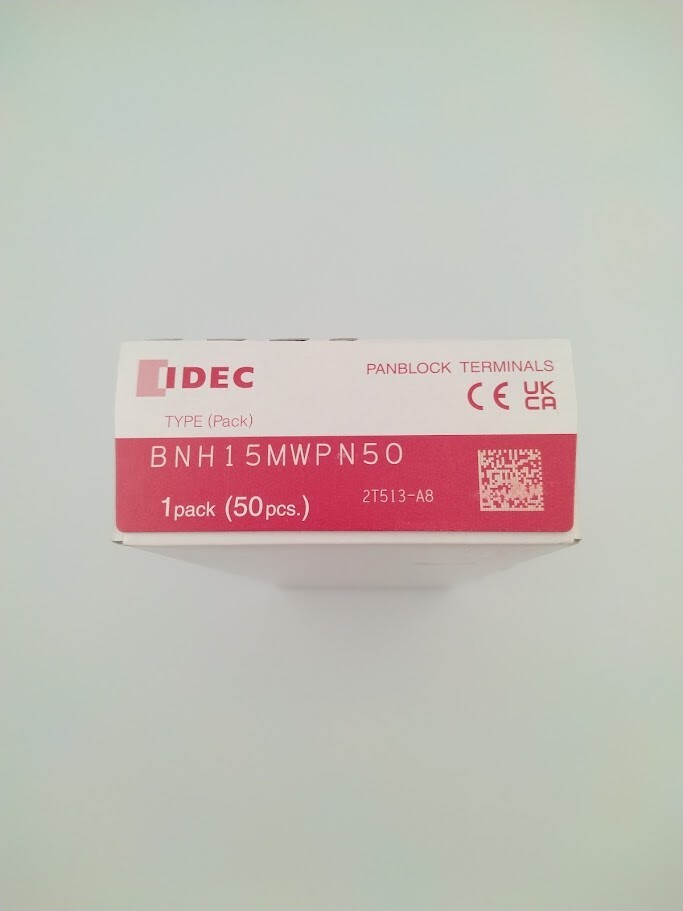 IDEC
PANBLOCK TERMINALS
CE UK
CA
TYPE (Pack)
BNH15MWPN50
1pack (50pcs.)
2T513-A8